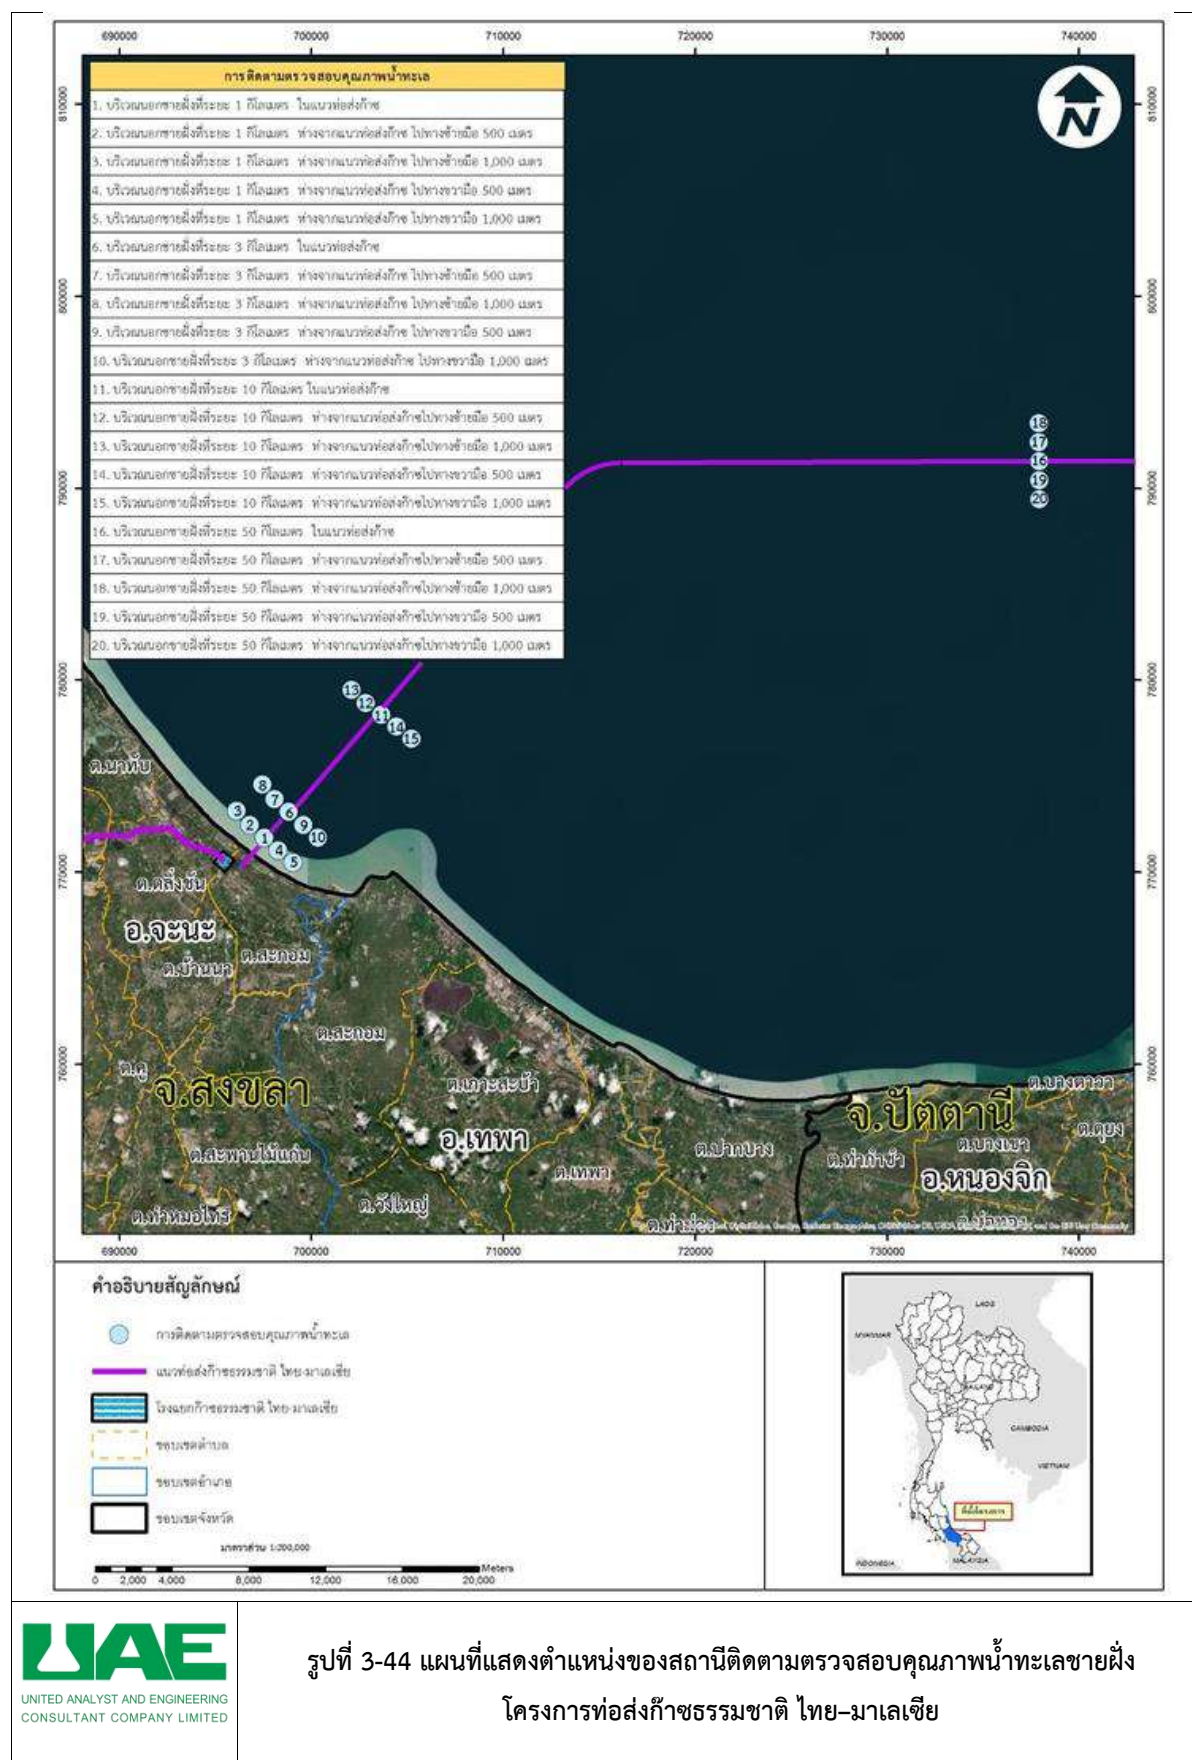 690000 700000 710000 720000 730000 740000
การติดตามตรวจสอบคุณภาพน้ำทะเล
1. บริเวณนอกชายฝั่งที่ระยะ 1 กิโลเมตร ในแนวท่อส่งก๊าซ
2. บริเวณนอกชายฝั่งที่ระยะ 1 กิโลเมตร ห่างจากแนวท่อส่งก๊าซ ไปทางซ้ายมือ 500 เมตร
3. บริเวณนอกชายฝั่งที่ระยะ 1 กิโลเมตร ห่างจากแนวท่อส่งก๊าซ ไปทางซ้ายมือ 1,000 เมตร
4. บริเวณนอกชายฝั่งที่ระยะ 1 กิโลเมตร ห่างจากแนวท่อส่งก๊าซ ไปทางขวามือ 500 เมตร
5. บริเวณนอกชายฝั่งที่ระยะ 1 กิโลเมตร ห่างจากแนวท่อส่งก๊าซ ไปทางขวามือ 1,000 เมตร
6. บริเวณนอกชายฝั่งที่ระยะ 3 กิโลเมตร ในแนวท่อส่งก๊าซ
7. บริเวณนอกชายฝั่งที่ระยะ 3 กิโลเมตร ห่างจากแนวท่อส่งก๊าซ ไปทางซ้ายมือ 500 เมตร
8. บริเวณนอกชายฝั่งที่ระยะ 3 กิโลเมตร ห่างจากแนวท่อส่งก๊าซ ไปทางซ้ายมือ 1,000 เมตร
9. บริเวณนอกชายฝั่งที่ระยะ 3 กิโลเมตร ห่างจากแนวท่อส่งก๊าซ ไปทางขวามือ 500 เมตร
10. บริเวณนอกชายฝั่งที่ระยะ 3 กิโลเมตร ห่างจากแนวท่อส่งก๊าซ ไปทางขวามือ 1,000 เมตร
11. บริเวณนอกชายฝั่งที่ระยะ 10 กิโลเมตร ในแนวท่อส่งก๊าซ
12. บริเวณนอกชายฝั่งที่ระยะ 10 กิโลเมตร ห่างจากแนวท่อส่งก๊าซไปทางซ้ายมือ 500 เมตร
13. บริเวณนอกชายฝั่งที่ระยะ 10 กิโลเมตร ห่างจากแนวท่อส่งก๊าซไปทางซ้ายมือ 1,000 เมตร
14. บริเวณนอกชายฝั่งที่ระยะ 10 กิโลเมตร ห่างจากแนวท่อส่งก๊าซไปทางขวามือ 500 เมตร
15. บริเวณนอกชายฝั่งที่ระยะ 10 กิโลเมตร ห่างจากแนวท่อส่งก๊าซไปทางขวามือ 1,000 เมตร
16. บริเวณนอกชายฝั่งที่ระยะ 50 กิโลเมตร ในแนวท่อส่งก๊าซ
17. บริเวณนอกชายฝั่งที่ระยะ 50 กิโลเมตร ห่างจากแนวท่อส่งก๊าซไปทางซ้ายมือ 500 เมตร
18. บริเวณนอกชายฝั่งที่ระยะ 50 กิโลเมตร ห่างจากแนวท่อส่งก๊าซไปทางซ้ายมือ 1,000 เมตร
19. บริเวณนอกชายฝั่งที่ระยะ 50 กิโลเมตร ห่างจากแนวท่อส่งก๊าซไปทางขวามือ 500 เมตร
20. บริเวณนอกชายฝั่งที่ระยะ 50 กิโลเมตร ห่างจากแนวท่อส่งก๊าซไปทางขวามือ 1,000 เมตร
N
810000 810000
800000 800000
790000 790000
780000 780000
770000 770000
760000 760000
18
17
16
19
20
13
12
11
14
15
8
7
6
9
10
3
2
1
4
5
ต.นาทับ
ต.ตลิ่งชัน
อ.จะนะ
ต.บ้านนา
ต.สะกอม
ต.สะกอม
ต.คู
จ.สงขลา
ต.เกาะสะบ้า
อ.เทพา
ต.สะพานไม้แก่น
ต.เทพา
ต.วังใหญ่
ต.ท่าหมอไทร
ต.ปากบาง
ต.ท่าม่วง
จ.ปัตตานี
ต.บางตาวา
ต.ตุยง
ต.บางเขา
ต.ท่ากำชำ
อ.หนองจิก
690000 700000 710000 720000 730000 740000
คำอธิบายสัญลักษณ์
การติดตามตรวจสอบคุณภาพน้ำทะเล
แนวท่อส่งก๊าซธรรมชาติ ไทย-มาเลเซีย
โรงแยกก๊าซธรรมชาติ ไทย-มาเลเซีย
ขอบเขตตำบล
ขอบเขตอำเภอ
ขอบเขตจังหวัด
มาตราส่วน 1:200,000
Meters
0 2,000 4,000 8,000 12,000 16,000 20,000
LAOS
MYANMAR
THAILAND
CAMBODIA
VIETNAM
ที่ตั้งโครงการ
INDONESIA
MALAYSIA
UAE
UNITED ANALYST AND ENGINEERING
CONSULTANT COMPANY LIMITED
รูปที่ 3-44 แผนที่แสดงตำแหน่งของสถานีติดตามตรวจสอบคุณภาพน้ำทะเลชายฝั่ง
โครงการท่อส่งก๊าซธรรมชาติ ไทย–มาเลเซีย